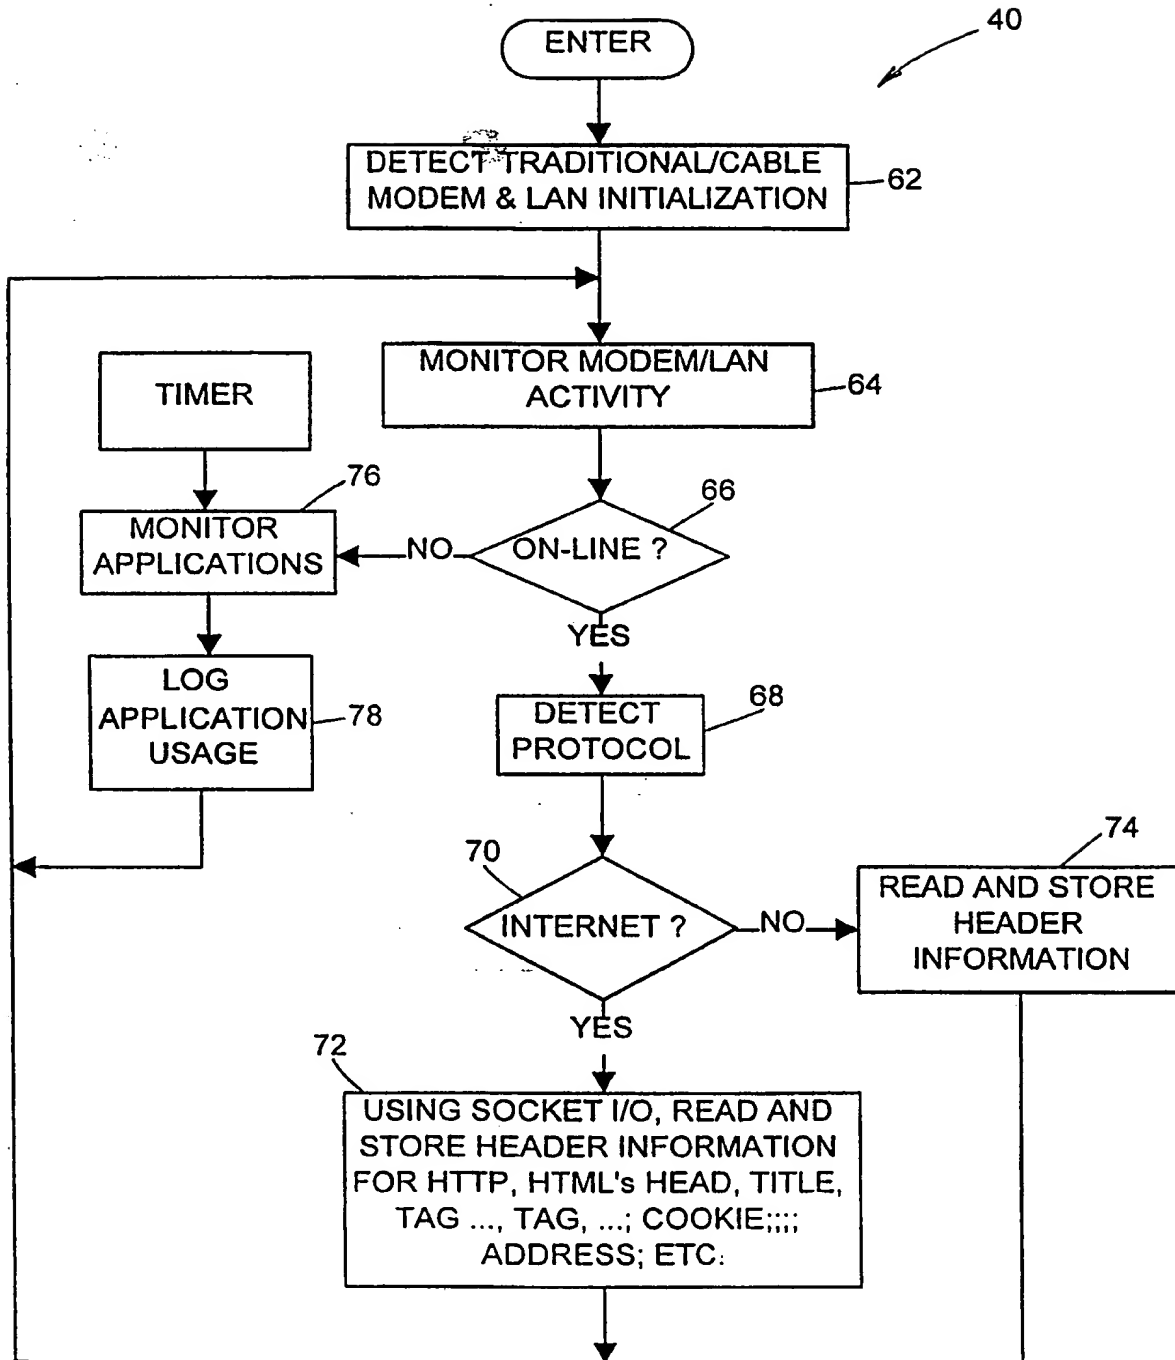 40
ENTER
DETECT TRADITIONAL/CABLE
MODEM & LAN INITIALIZATION
62
MONITOR MODEM/LAN
ACTIVITY
64
TIMER
76
MONITOR
APPLICATIONS
NO
ON-LINE ?
66
YES
LOG
APPLICATION
USAGE
78
DETECT
PROTOCOL
68
70
INTERNET ?
NO
74
READ AND STORE
HEADER
INFORMATION
YES
72
USING SOCKET I/O, READ AND
STORE HEADER INFORMATION
FOR HTTP, HTML's HEAD, TITLE,
TAG ..., TAG, ...; COOKIE;;;;
ADDRESS; ETC.